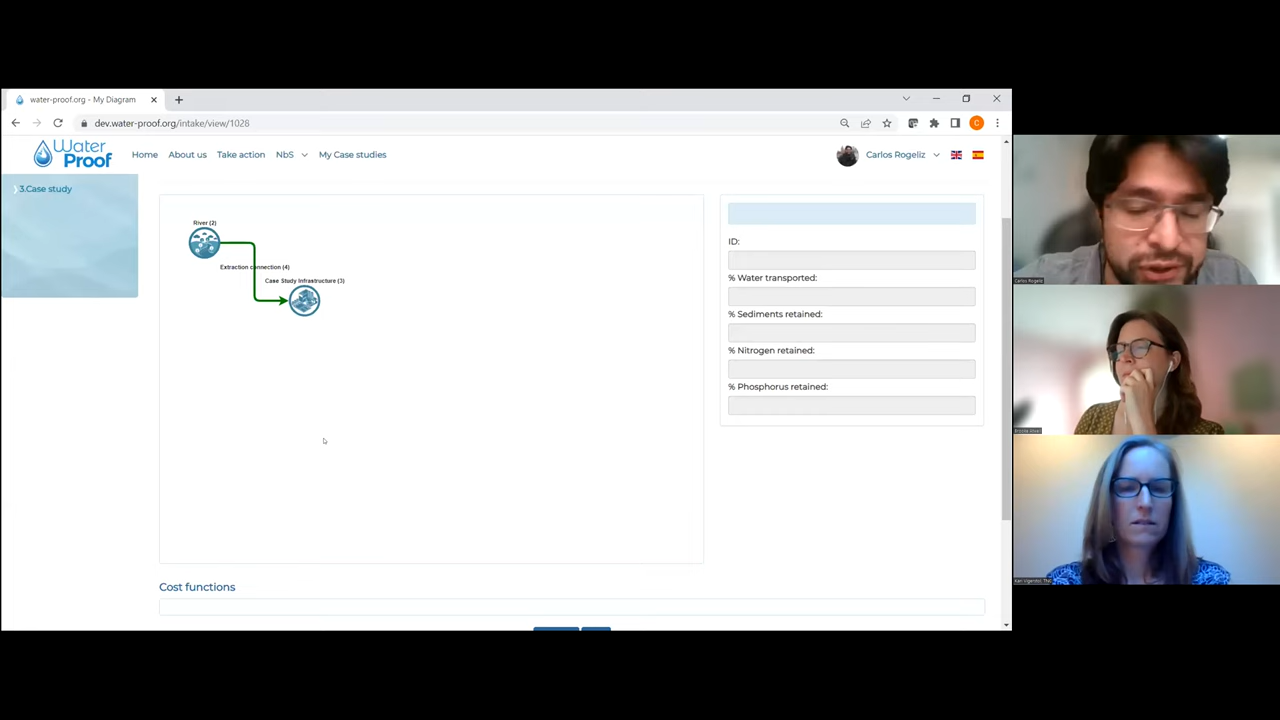 water-proof.org - My Diagram
dev.water-proof.org/intake/view/1028
Water Proof
Home
About us
Take action
NbS
My Case studies
Carlos Rogeliz
3.Case study
River (2)
Extraction connection (4)
Case Study Infrastructure (3)
ID:
% Water transported:
% Sediments retained:
% Nitrogen retained:
% Phosphorus retained:
Cost functions
Carlos Rogeliz